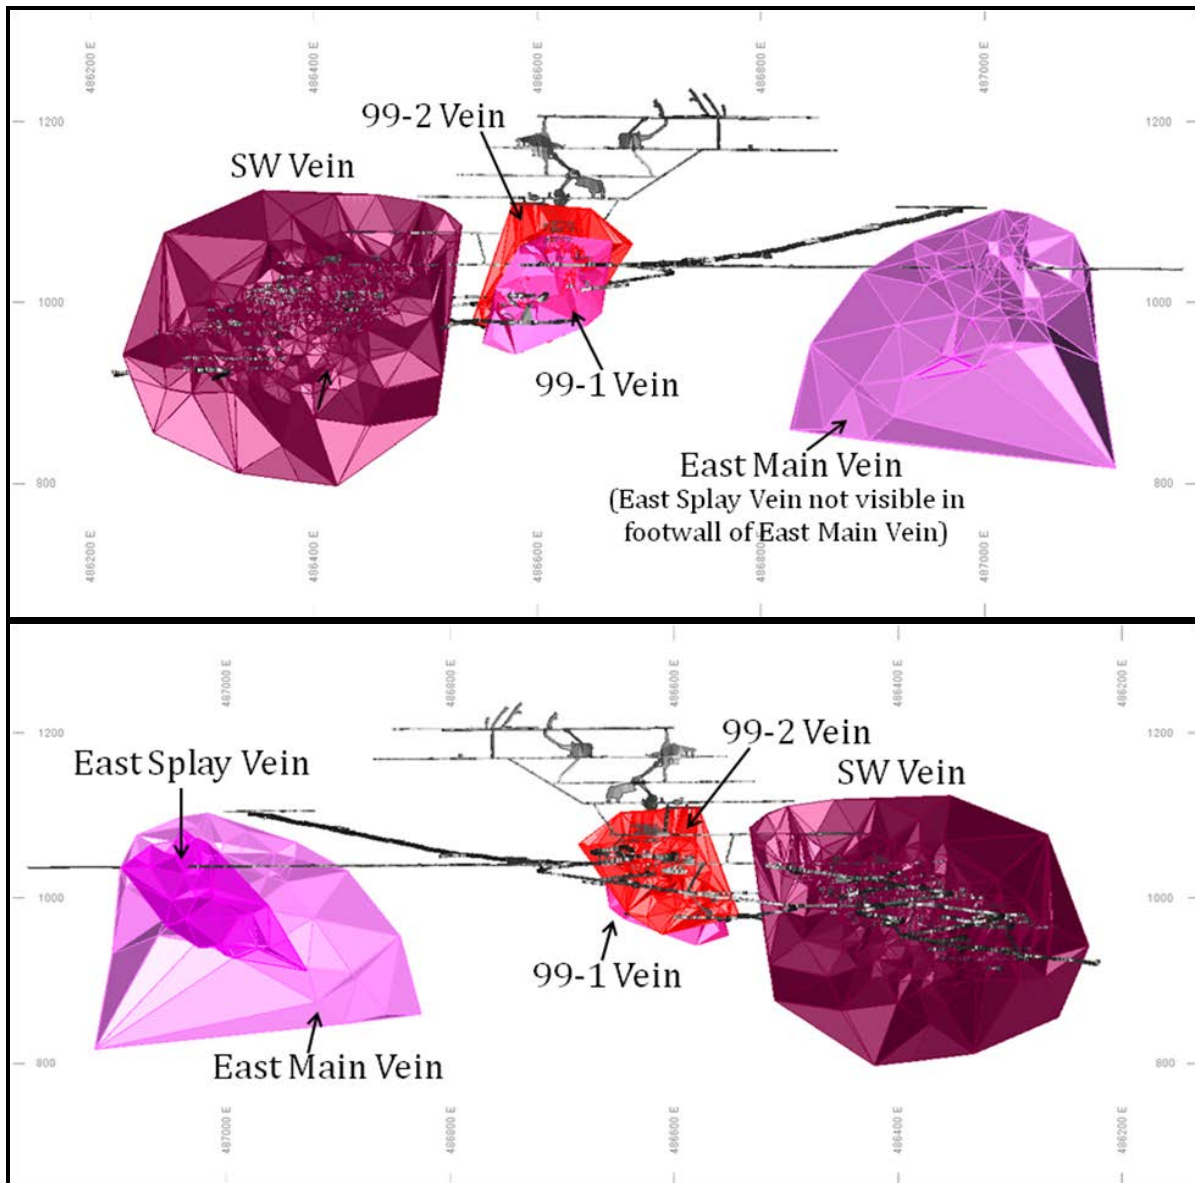 486200 E
486400 E
486600 E
486800 E
487000 E
1200
1200
99-2 Vein
SW Vein
1000
1000
99-1 Vein
East Main Vein
(East Splay Vein not visible in
footwall of East Main Vein)
800
800
486200 E
486400 E
486600 E
486800 E
487000 E
487000 E
486800 E
486600 E
486400 E
486200 E
1200
1200
99-2 Vein
East Splay Vein
SW Vein
1000
1000
99-1 Vein
East Main Vein
800
800
487000 E
486800 E
486600 E
486400 E
486200 E